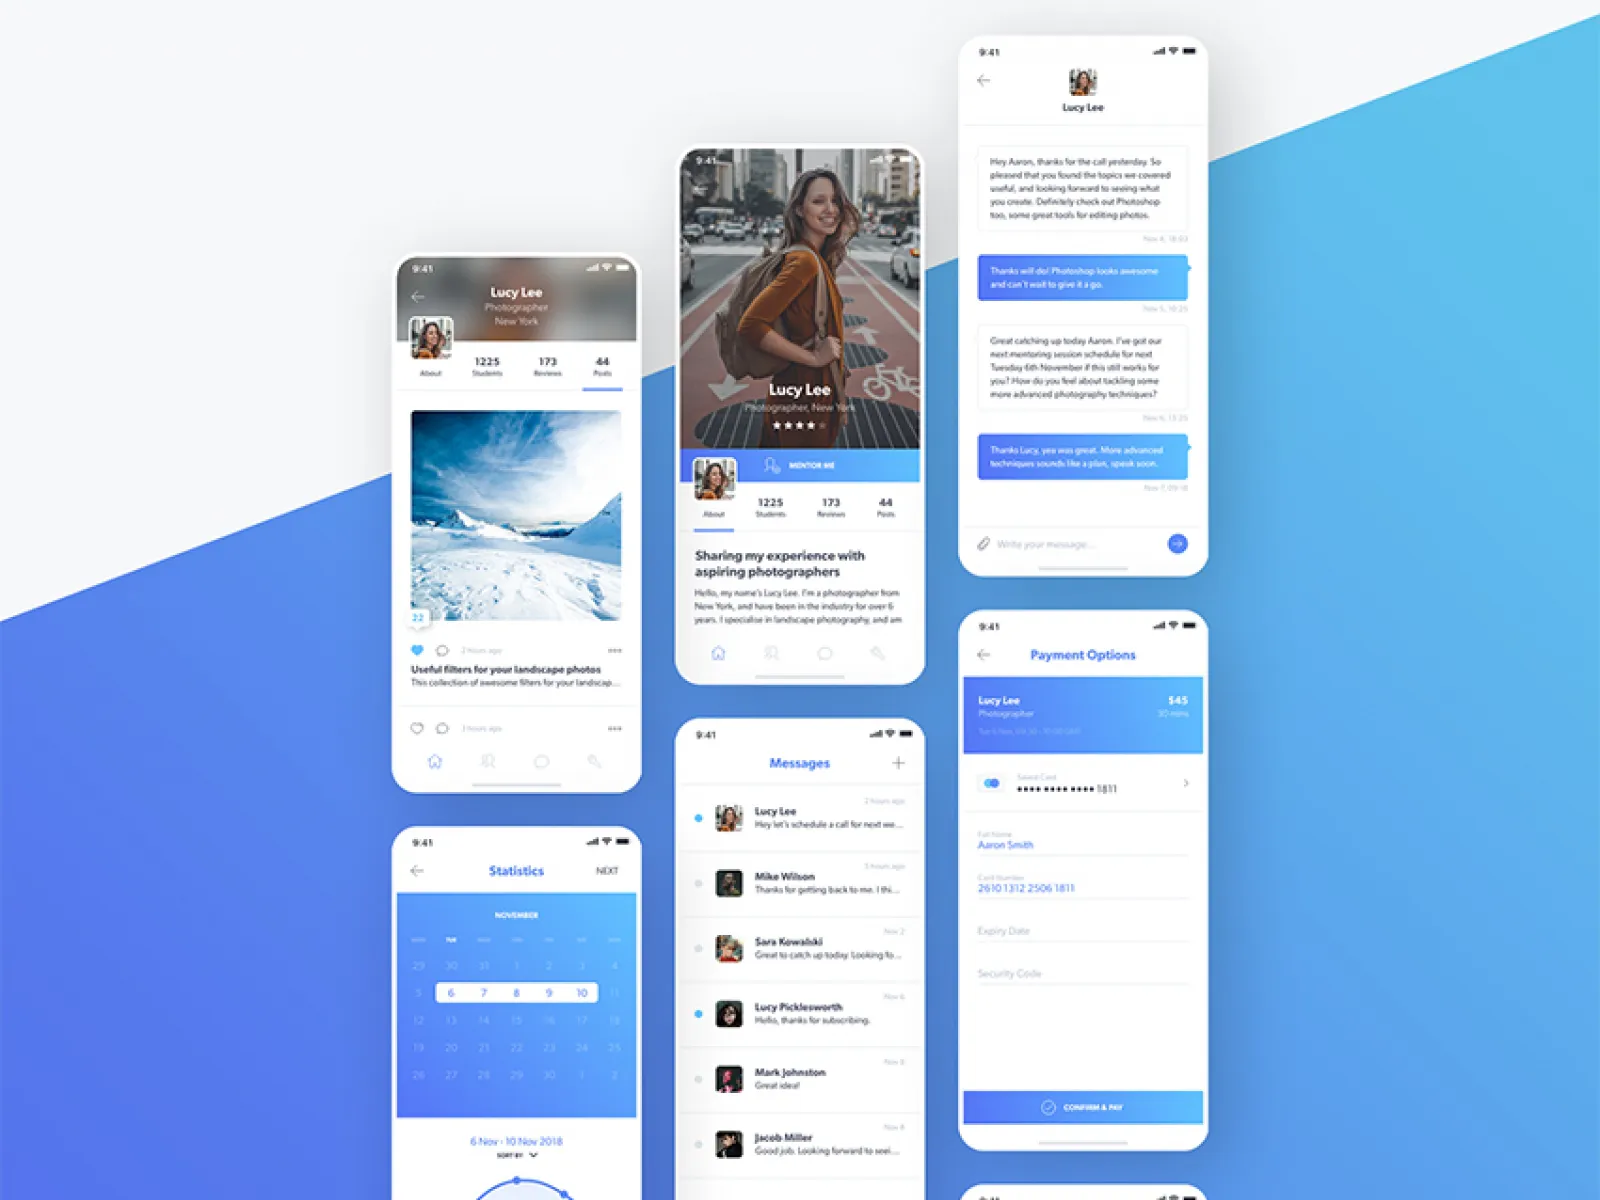 9:41
Lucy Lee
Photographer
New York
About
1225
Students
173
Reviews
44
Posts
22
2 hours ago
Useful filters for your landscape photos
This collection of awesome filters for your landscap...
3 hours ago
9:41
Statistics
NEXT
NOVEMBER
TUE
29 30 31 1 2 3 4
5 6 7 8 9 10 11
12 13 14 15 16 17 18
19 20 21 22 23 24 25
26 27 28 29 30 1 2
6 Nov - 10 Nov 2018
SORT BY
9:41
Lucy Lee
Photographer, New York
MENTOR ME
About
1225
Students
173
Reviews
44
Posts
Sharing my experience with
aspiring photographers
Hello, my name's Lucy Lee. I'm a photographer from
New York, and have been in the industry for over 6
years. I specialise in landscape photography, and am
9:41
Messages
2 hours ago
Lucy Lee
Hey let's schedule a call for next we...
5 hours ago
Mike Wilson
Thanks for getting back to me. I thi...
Nov 2
Sara Kowalski
Great to catch up today. Looking fo...
Nov 6
Lucy Picklesworth
Hello, thanks for subscribing.
Nov 8
Mark Johnston
Great idea!
Nov 8
Jacob Miller
Good job. Looking forward to seei...
9:41
Lucy Lee
Hey Aaron, thanks for the call yesterday. So
pleased that you found the topics we covered
useful, and looking forward to seeing what
you create. Definitely check out Photoshop
too, some great tools for editing photos.
Nov 4, 18:03
Thanks will do! Photoshop looks awesome
and can't wait to give it a go.
Nov 5, 10:25
Great catching up today Aaron. I've got our
next mentoring session schedule for next
Tuesday 6th November if this still works for
you? How do you feel about tackling some
more advanced photography techniques?
Nov 6, 13:25
Thanks Lucy, yea was great. More advanced
techniques sounds like a plan, speak soon.
Nov 7, 09:18
Write your message...
9:41
Payment Options
Lucy Lee
$45
Photographer
30 mins
Select Card
•••• •••• •••• 1811
Full Name
Aaron Smith
Card Number
2610 1312 2506 1811
Expiry Date
Security Code
CONFIRM & PAY
9:41